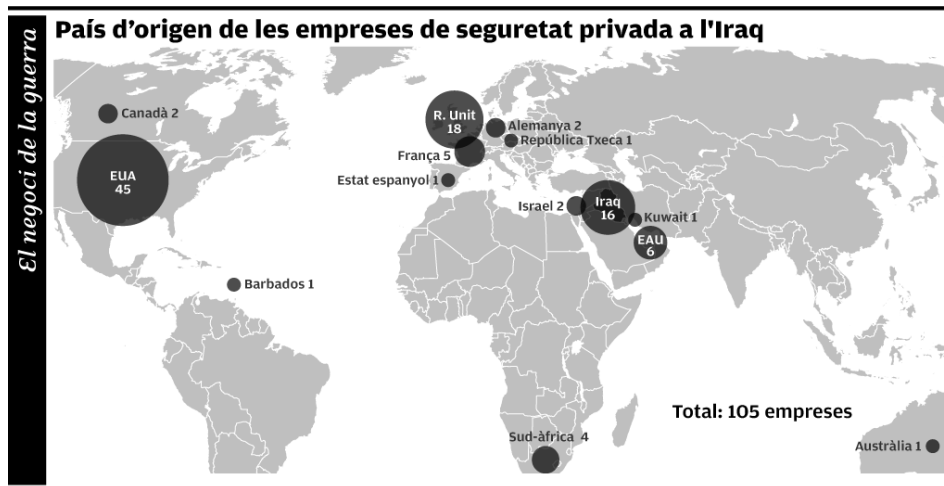 País d’origen de les empreses de seguretat privada a l'Iraq
El negoci de la guerra
Canadà 2
EUA
45
Barbados 1
R. Unit
18
Alemanya 2
República Txeca 1
França 5
Estat espanyol 1
Israel 2
Iraq
16
Kuwait 1
EAU
6
Total: 105 empreses
Sud-àfrica 4
Austràlia 1